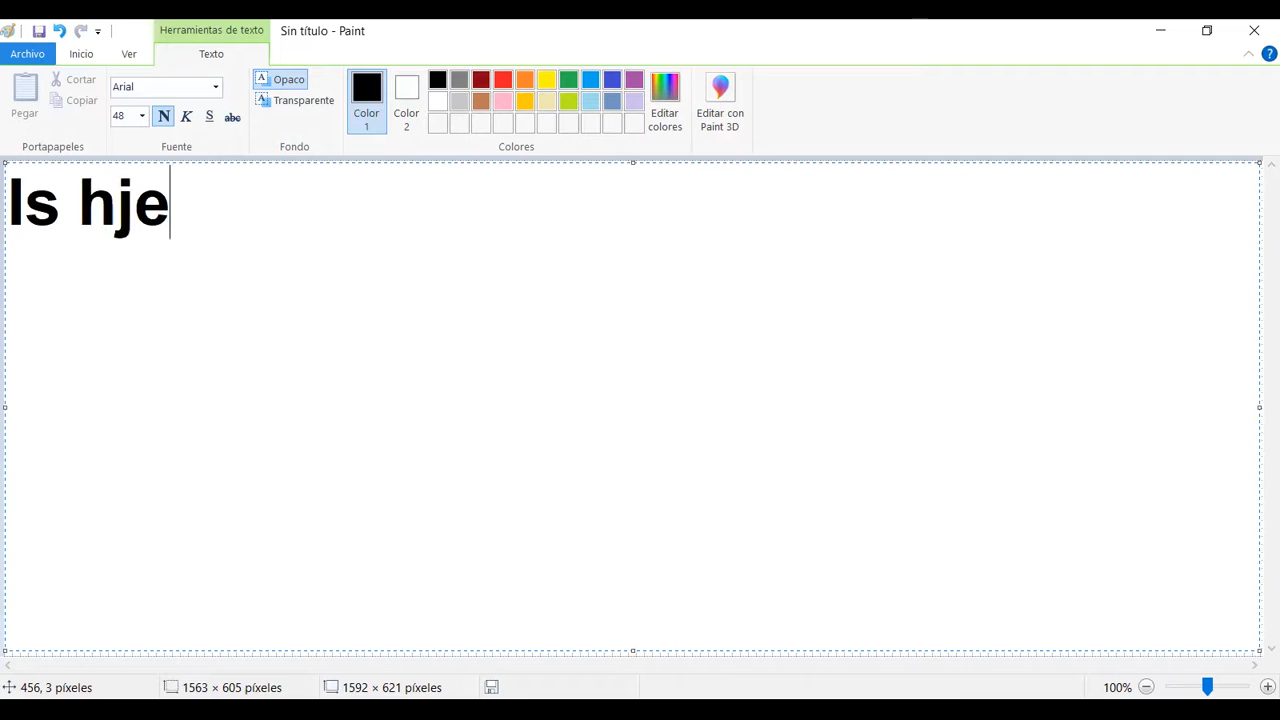 Herramientas de texto
Sin título - Paint
Archivo
Inicio
Ver
Texto
Pegar
Cortar
Copiar
Portapapeles
Arial
48
N K S abc
Fuente
A Opaco
A Transparente
Fondo
Color 1
Color 2
Colores
Editar colores
Editar con Paint 3D
?
Is hje
456, 3 píxeles
1563 × 605 píxeles
1592 × 621 píxeles
100%